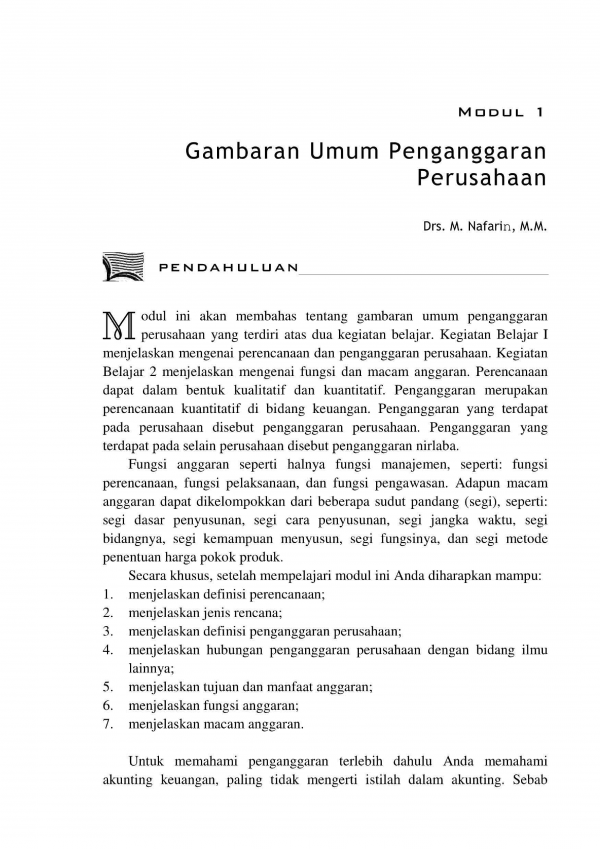 MODUL 1
Gambaran Umum Penganggaran
Perusahaan
Drs. M. Nafarin, M.M.
PENDAHULUAN
Modul ini akan membahas tentang gambaran umum penganggaran
perusahaan yang terdiri atas dua kegiatan belajar. Kegiatan Belajar I
menjelaskan mengenai perencanaan dan penganggaran perusahaan. Kegiatan
Belajar 2 menjelaskan mengenai fungsi dan macam anggaran. Perencanaan
dapat dalam bentuk kualitatif dan kuantitatif. Penganggaran merupakan
perencanaan kuantitatif di bidang keuangan. Penganggaran yang terdapat
pada perusahaan disebut penganggaran perusahaan. Penganggaran yang
terdapat pada selain perusahaan disebut penganggaran nirlaba.
Fungsi anggaran seperti halnya fungsi manajemen, seperti: fungsi
perencanaan, fungsi pelaksanaan, dan fungsi pengawasan. Adapun macam
anggaran dapat dikelompokkan dari beberapa sudut pandang (segi), seperti:
segi dasar penyusunan, segi cara penyusunan, segi jangka waktu, segi
bidangnya, segi kemampuan menyusun, segi fungsinya, dan segi metode
penentuan harga pokok produk.
Secara khusus, setelah mempelajari modul ini Anda diharapkan mampu:
1. menjelaskan definisi perencanaan;
2. menjelaskan jenis rencana;
3. menjelaskan definisi penganggaran perusahaan;
4. menjelaskan hubungan penganggaran perusahaan dengan bidang ilmu
lainnya;
5. menjelaskan tujuan dan manfaat anggaran;
6. menjelaskan fungsi anggaran;
7. menjelaskan macam anggaran.
Untuk memahami penganggaran terlebih dahulu Anda memahami
akunting keuangan, paling tidak mengerti istilah dalam akunting. Sebab